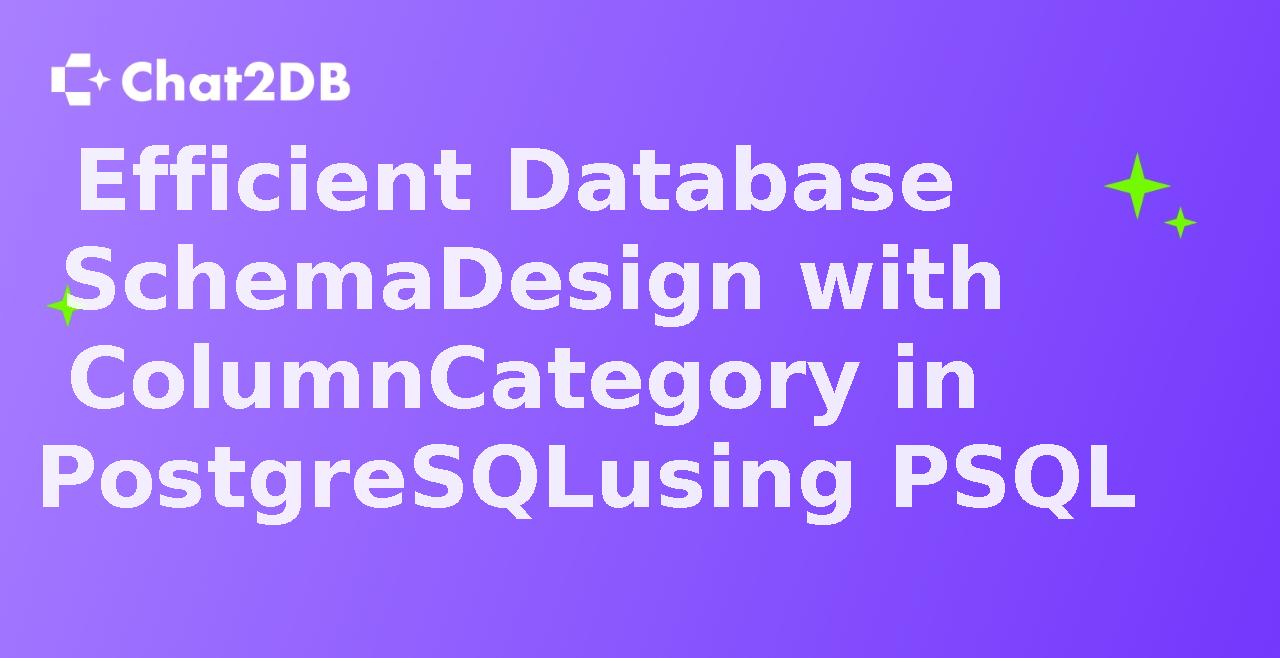 Chat2DB
Efficient Database
SchemaDesign with
ColumnCategory in
PostgreSQLusing PSQL